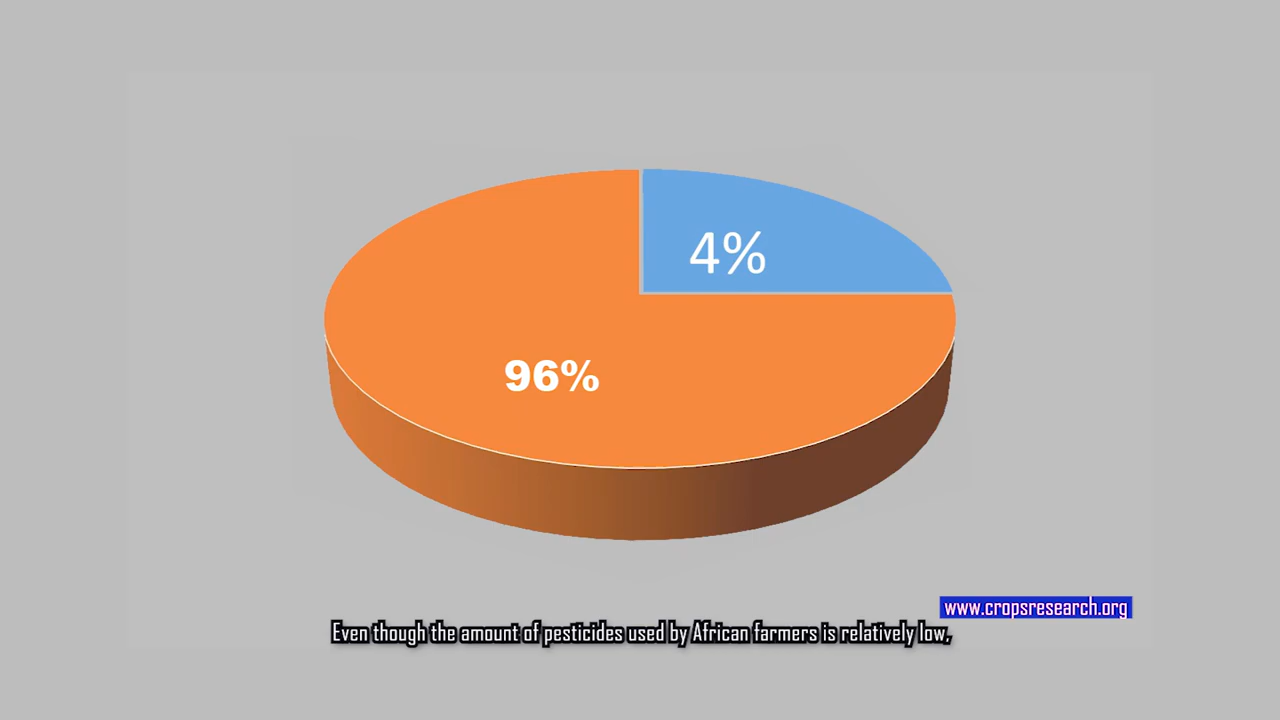 4%
96%
www.cropsresearch.org
Even though the amount of pesticides used by African farmers is relatively low,